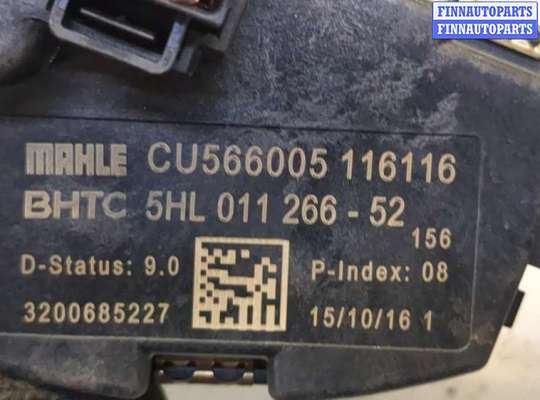 FINNAUTOPARTS
FINNAUTOPARTS
MAHLE CU566005 116116
BHTC 5HL 011 266 - 52
156
D-Status: 9.0 P-Index: 08
3200685227 15/10/16 1